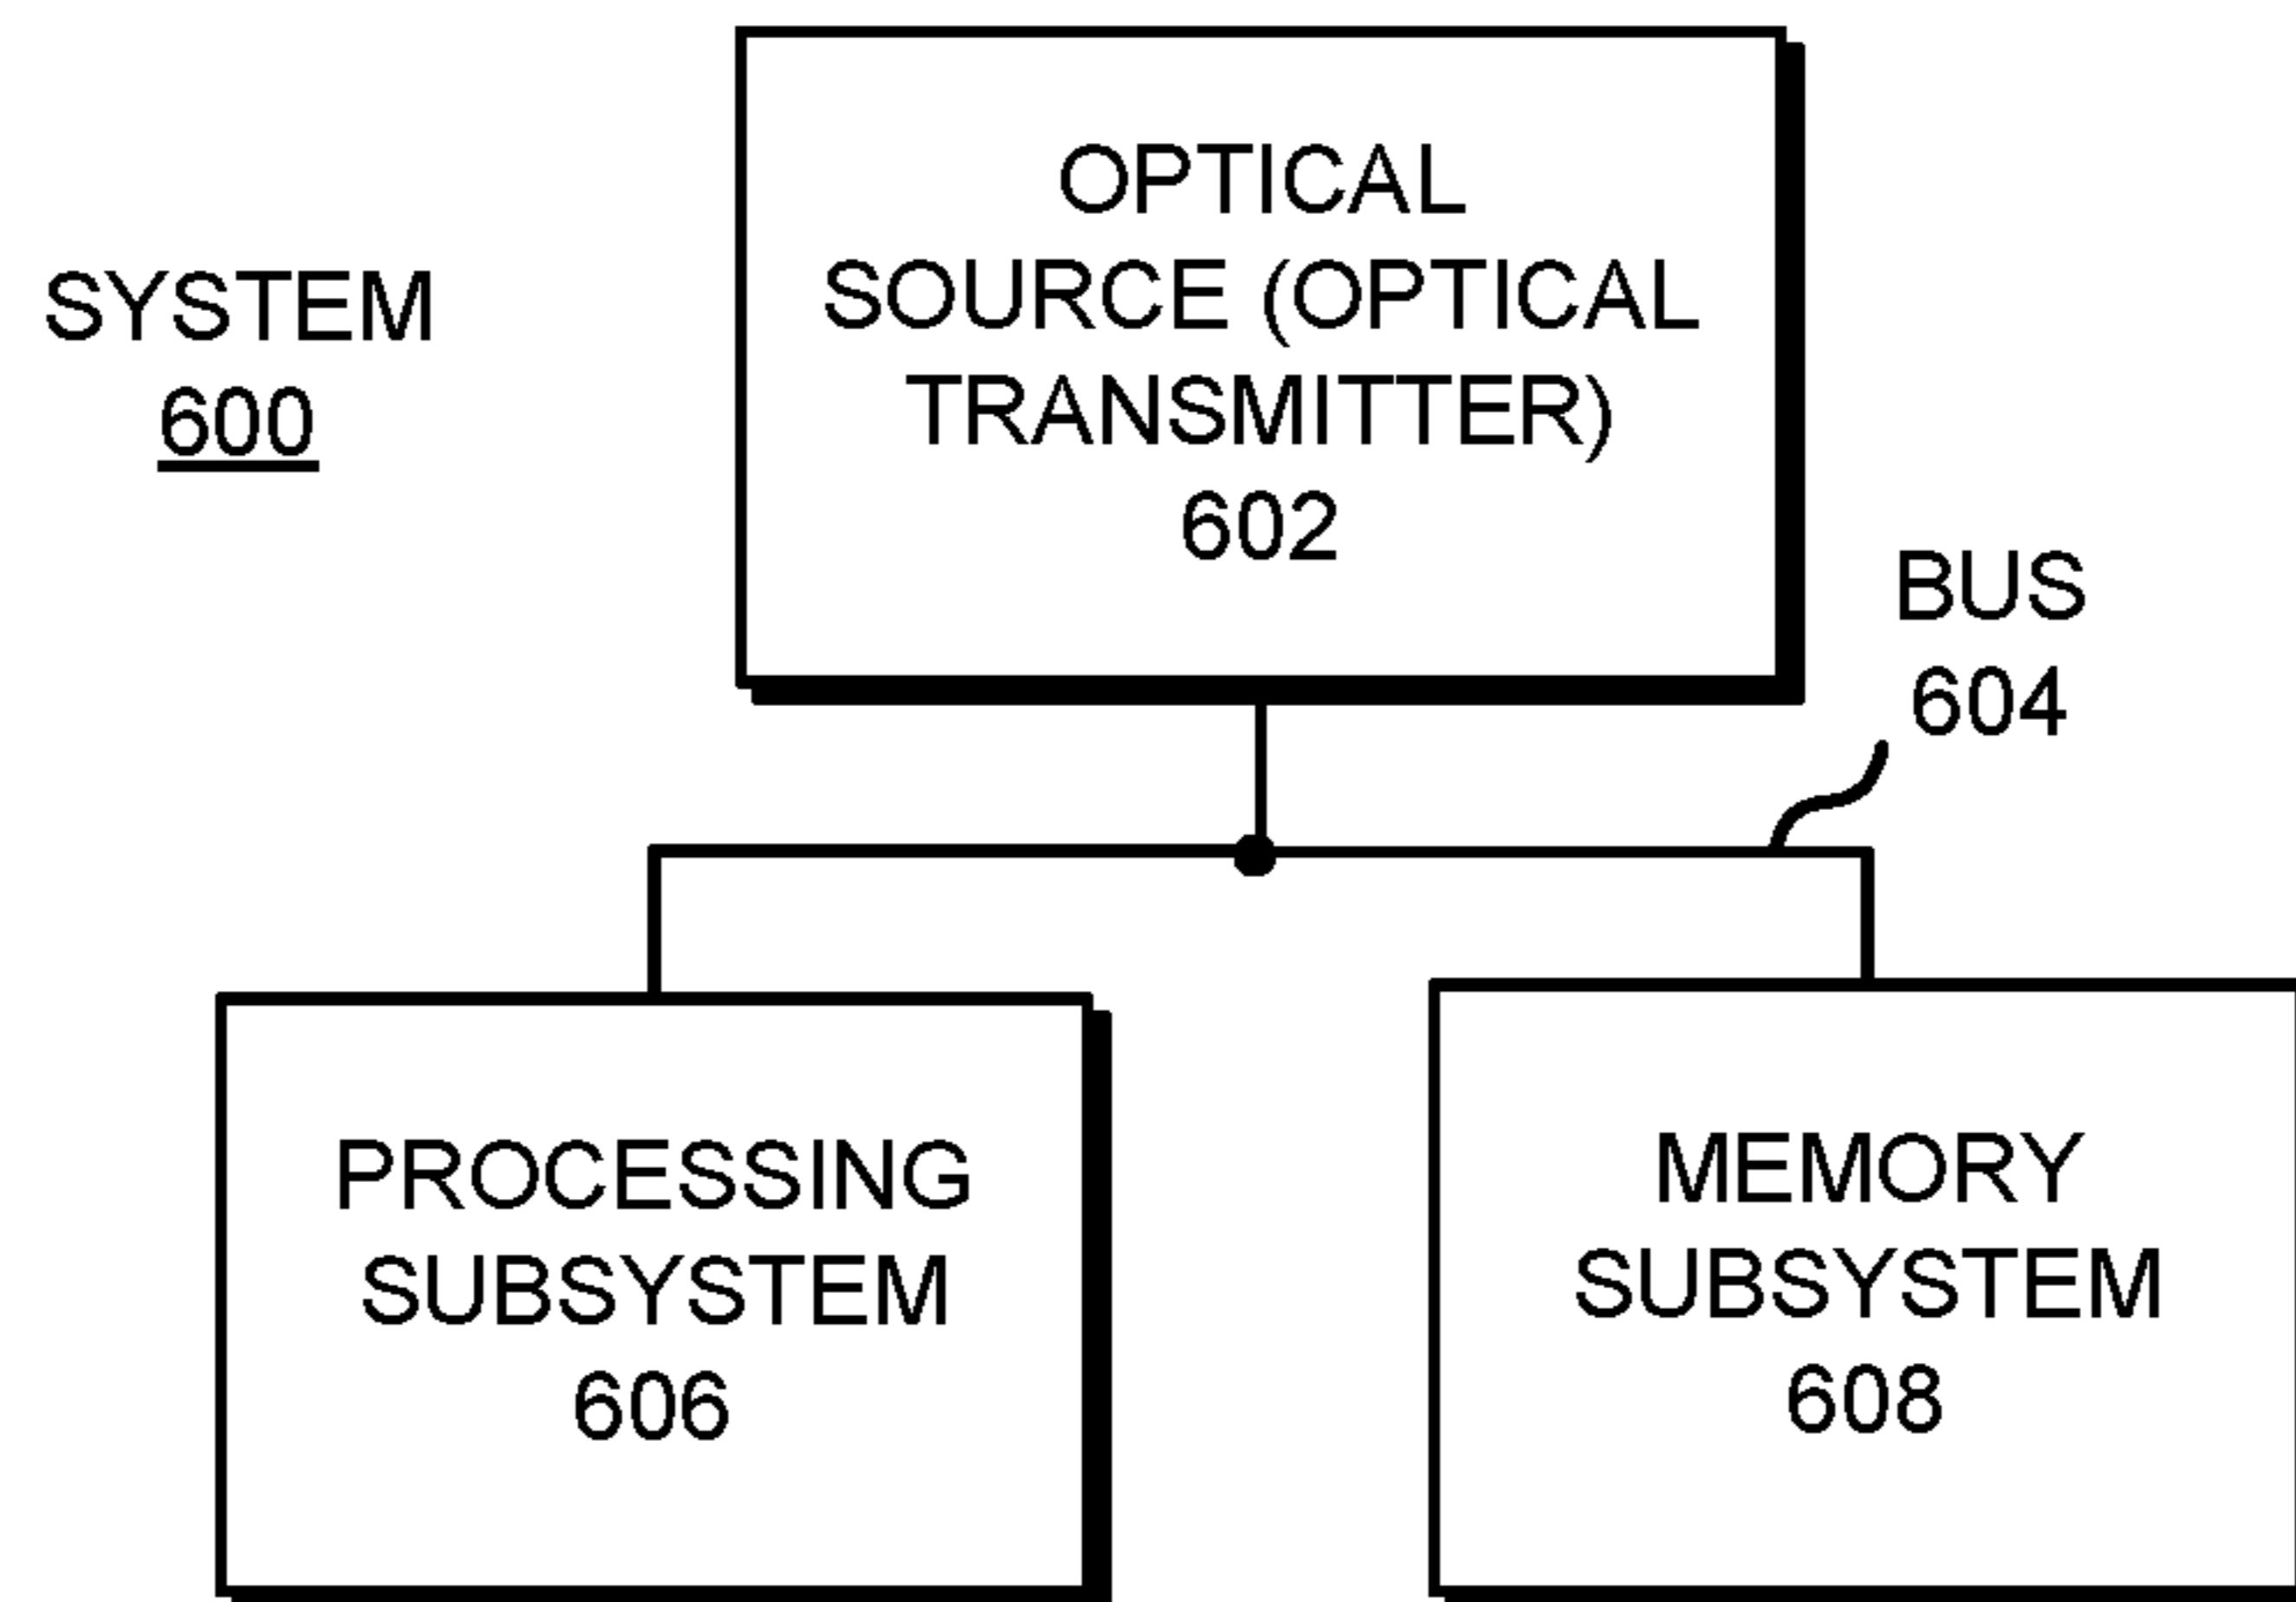 SYSTEM
600
OPTICAL
SOURCE (OPTICAL
TRANSMITTER)
602
BUS
604
PROCESSING
SUBSYSTEM
606
MEMORY
SUBSYSTEM
608